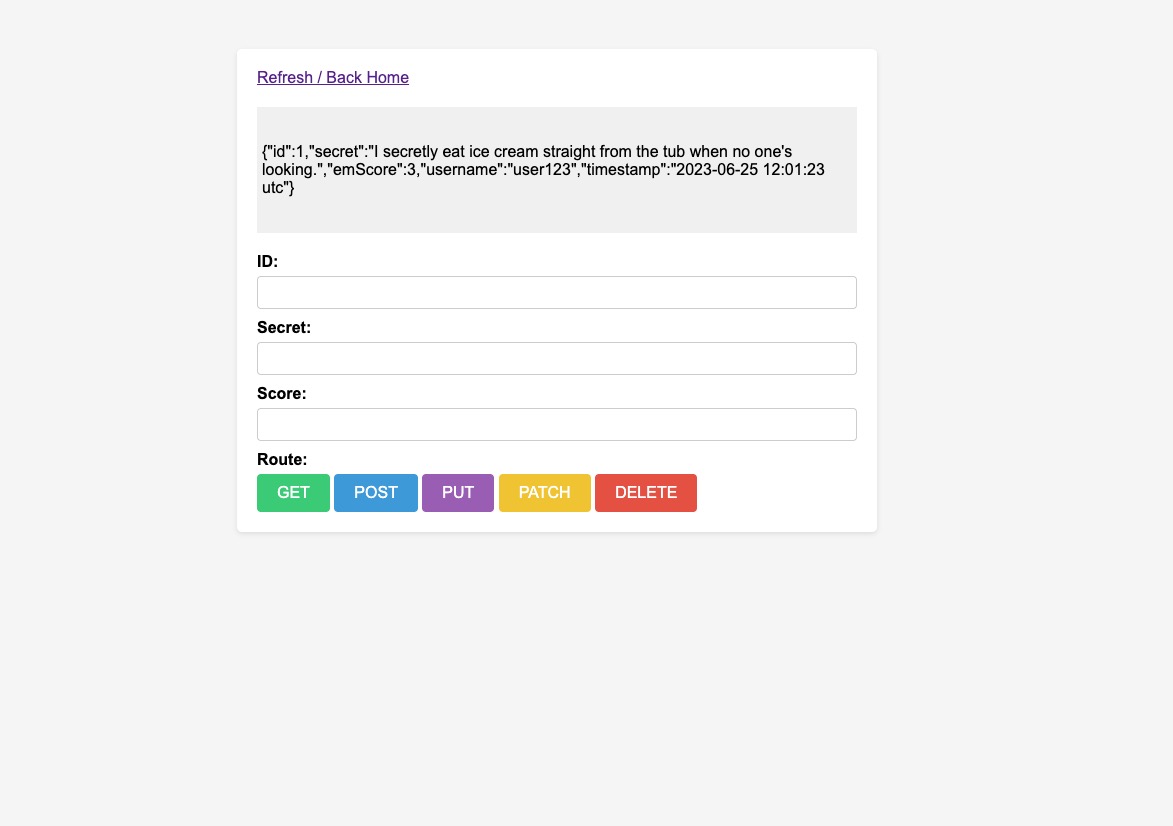 Refresh / Back Home
{"id":1,"secret":"I secretly eat ice cream straight from the tub when no one's
looking.","emScore":3,"username":"user123","timestamp":"2023-06-25 12:01:23
utc"}
ID:
Secret:
Score:
Route:
GET POST PUT PATCH DELETE